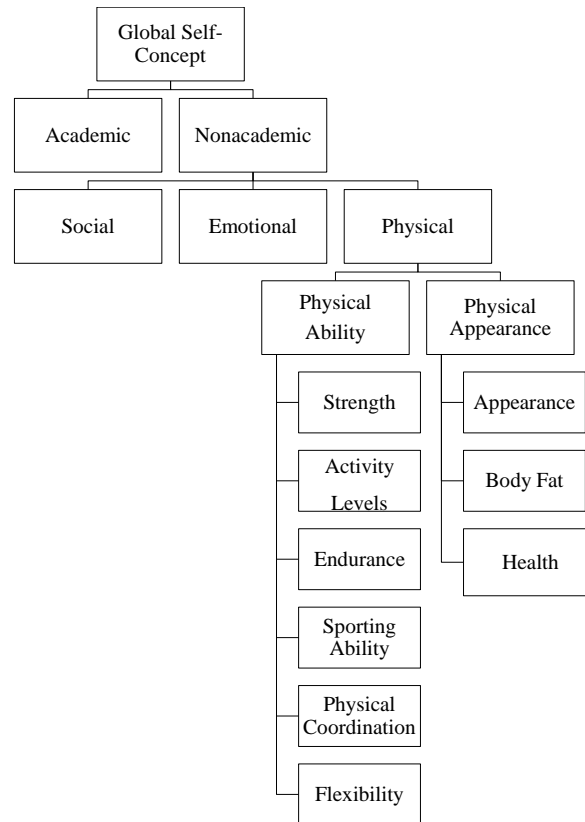 Global Self-
Concept
Academic
Nonacademic
Social
Emotional
Physical
Physical
Ability
Physical
Appearance
Strength
Activity
Levels
Endurance
Sporting
Ability
Physical
Coordination
Flexibility
Appearance
Body Fat
Health